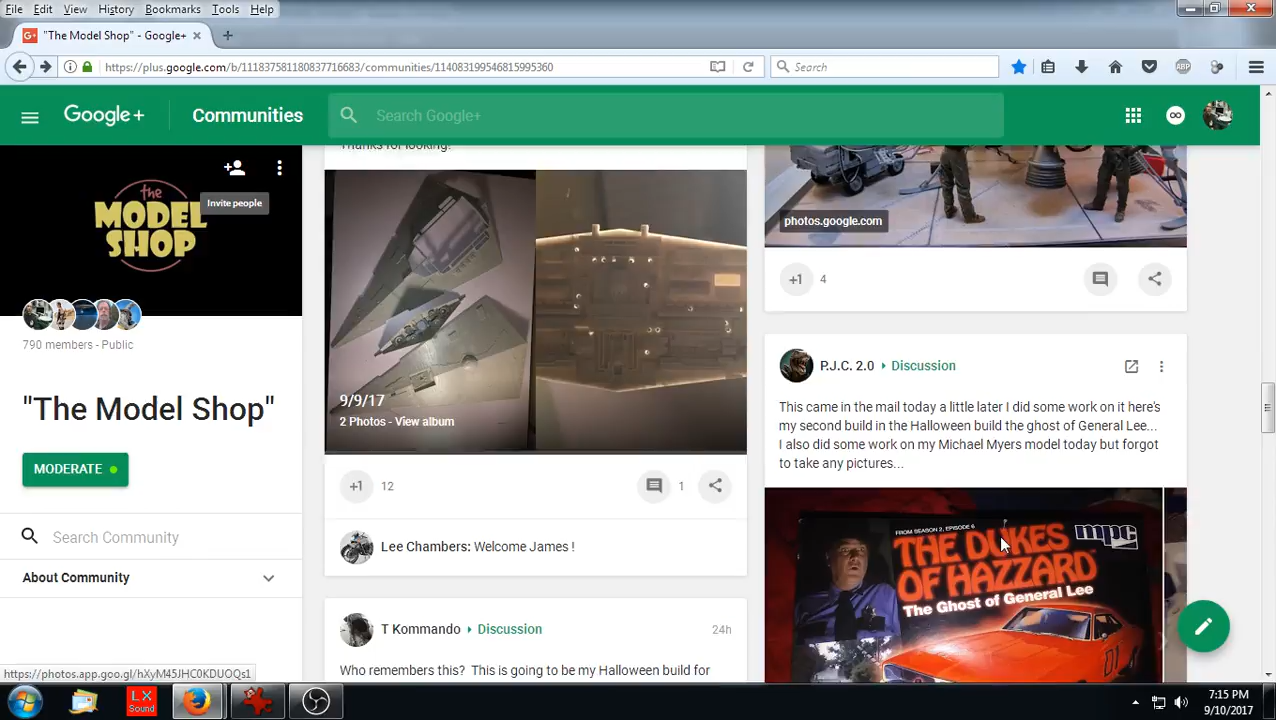 File Edit View History Bookmarks Tools Help
"The Model Shop" - Google+
https://plus.google.com/b/111837581180837716683/communities/114083199546815995360
Search
ABP
Google+
Communities
Search Google+
Invite people
the
MODEL
SHOP
790 members - Public
"The Model Shop"
MODERATE
Search Community
About Community
Thanks for looking!
9/9/17
2 Photos - View album
+1 12
1
Lee Chambers: Welcome James !
T Kommando Discussion
24h
Who remembers this? This is going to be my Halloween build for
photos.google.com
+1 4
P.J.C. 2.0 Discussion
This came in the mail today a little later I did some work on it here's
my second build in the Halloween build the ghost of General Lee...
I also did some work on my Michael Myers model today but forgot
to take any pictures...
FROM SEASON 2, EPISODE 6
mpc
THE DUKES
OF HAZZARD
The Ghost of General Lee
01
https://photos.app.goo.gl/hXyM45JHC0KDUOQs1
LX
Sound
7:15 PM
9/10/2017